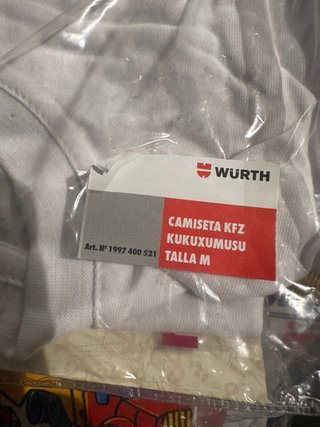 WÜRTH
CAMISETA KFZ
KUKUXUMUSU
TALLA M
Art. Nº 1997 400 521